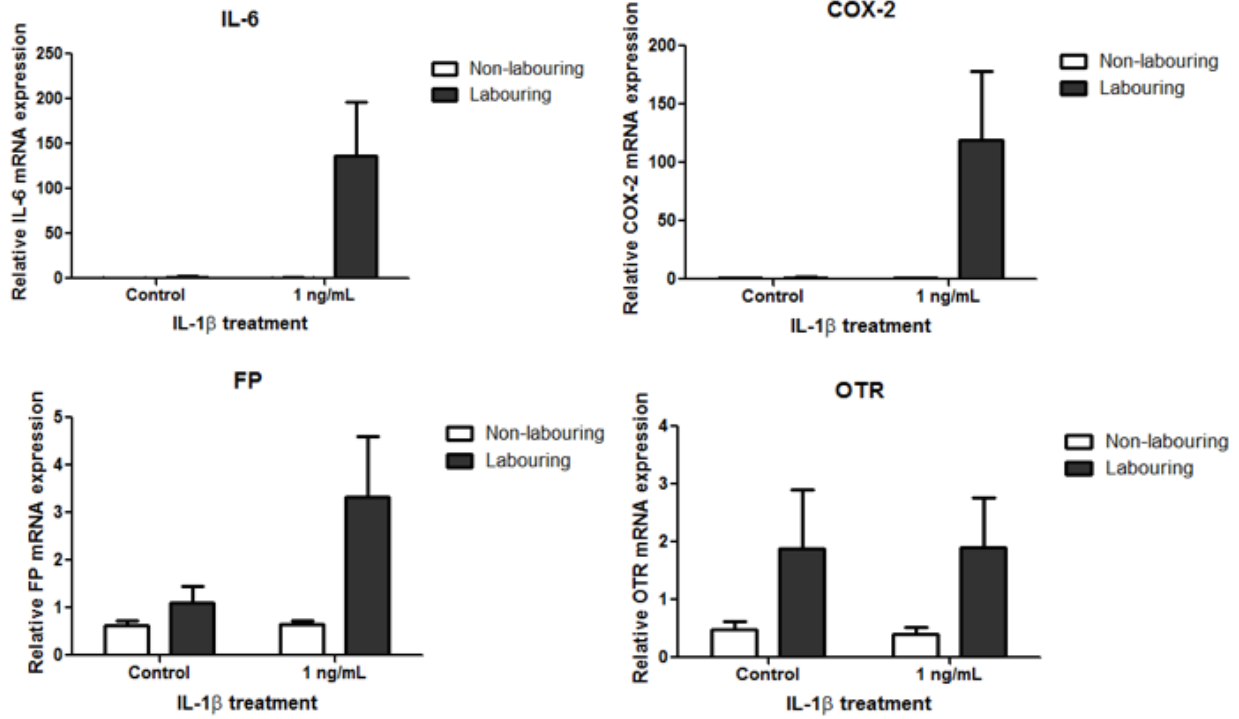 IL-6
Relative IL-6 mRNA expression
250
200
150
100
50
0
Control
1 ng/mL
IL-1β treatment
Non-labouring
Labouring
COX-2
Relative COX-2 mRNA expression
200
150
100
50
0
Control
1 ng/mL
IL-1β treatment
Non-labouring
Labouring
FP
Relative FP mRNA expression
5
4
3
2
1
0
Control
1 ng/mL
IL-1β treatment
Non-labouring
Labouring
OTR
Relative OTR mRNA expression
4
3
2
1
0
Control
1 ng/mL
IL-1β treatment
Non-labouring
Labouring